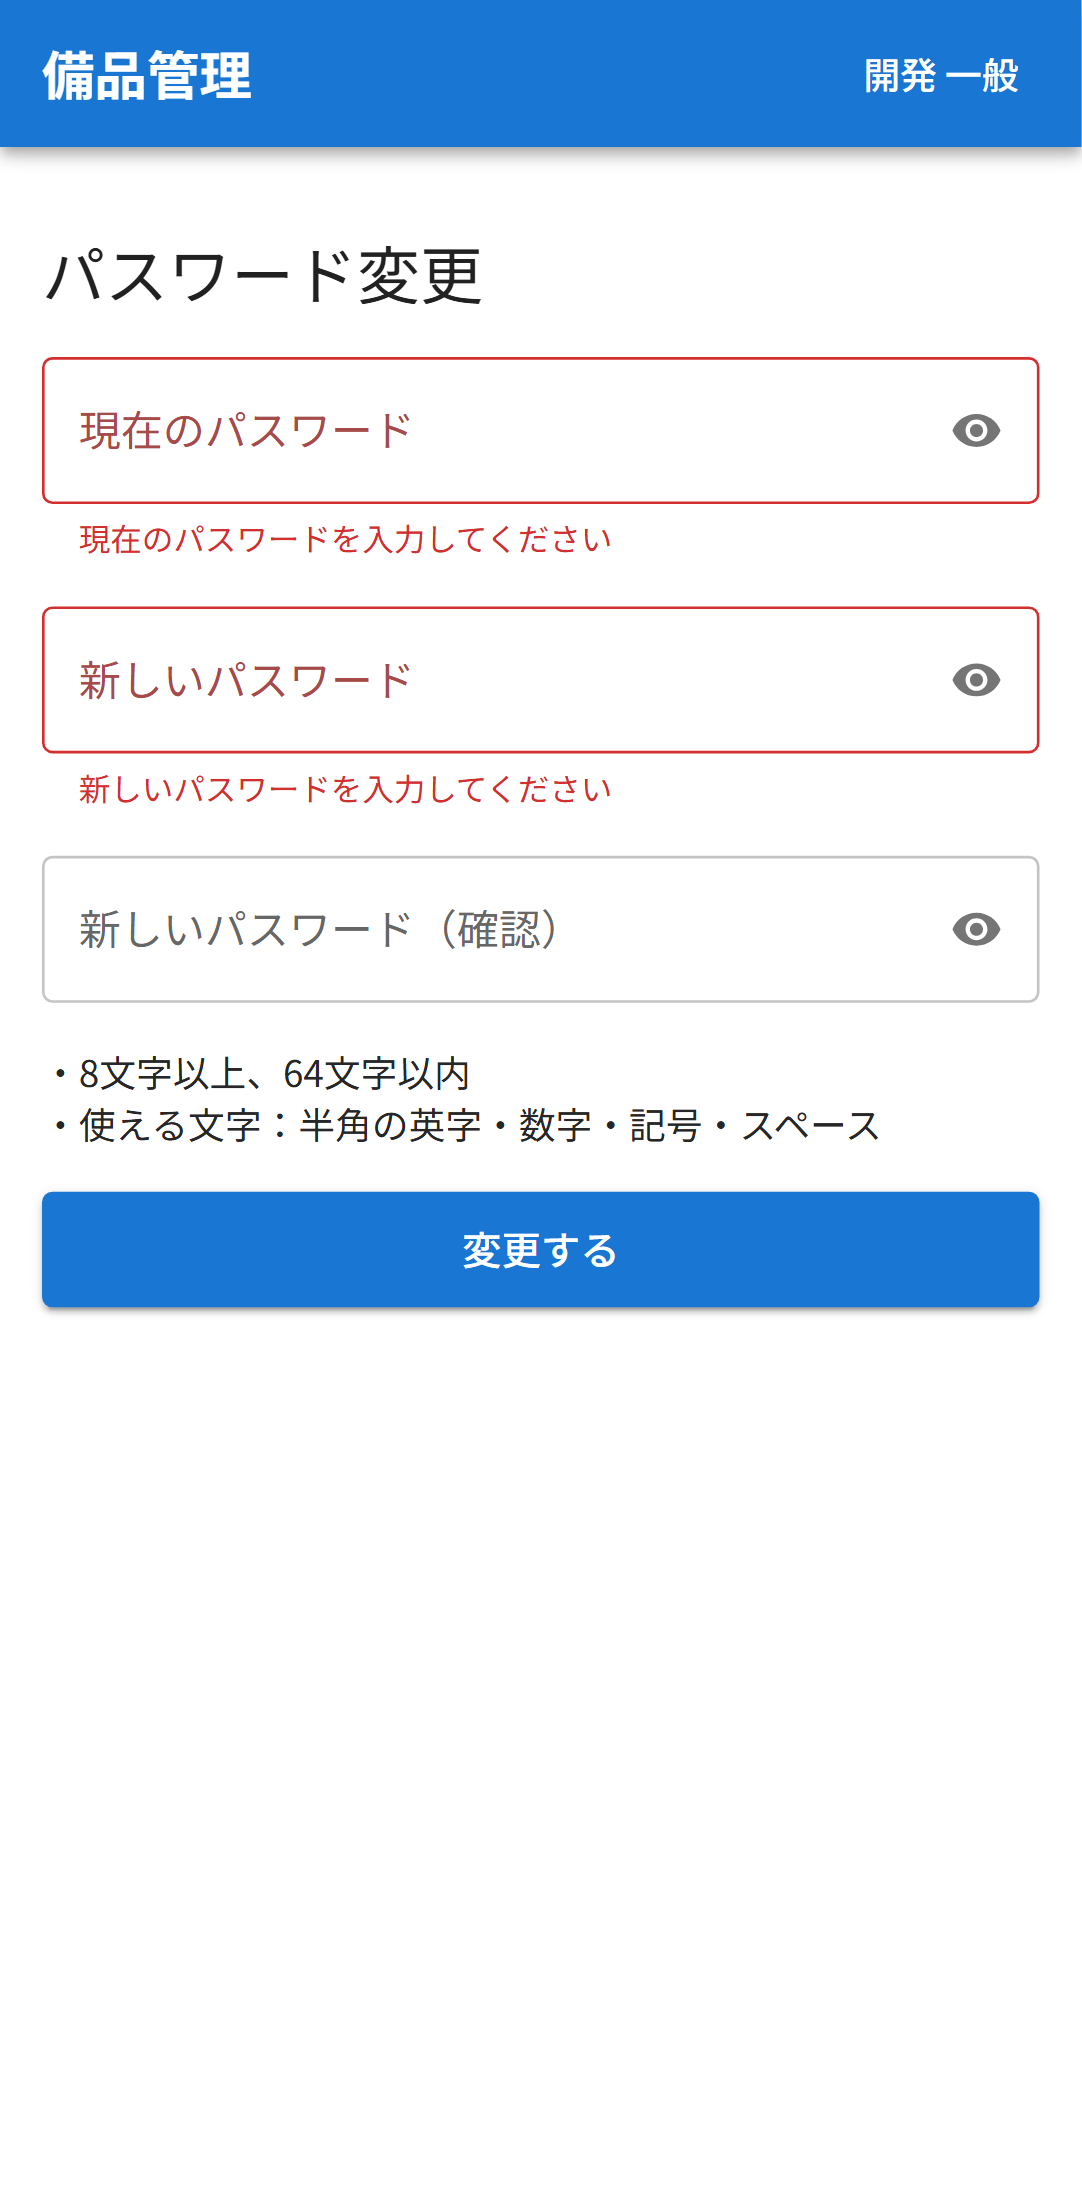 備品管理
開発 一般
パスワード変更
現在のパスワード
現在のパスワードを入力してください
新しいパスワード
新しいパスワードを入力してください
新しいパスワード（確認）
・8文字以上、64文字以内
・使える文字：半角の英字・数字・記号・スペース
変更する